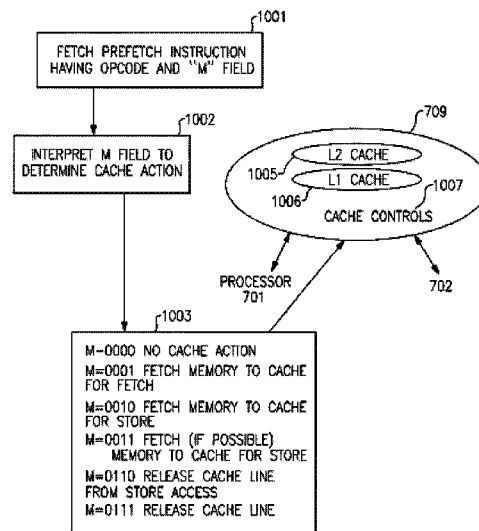 1001
FETCH PREFETCH INSTRUCTION
HAVING OPCODE AND "M" FIELD
1002
INTERPRET M FIELD TO
DETERMINE CACHE ACTION
709
1005
L2 CACHE
1006
L1 CACHE
1007
CACHE CONTROLS
PROCESSOR
701
702
1003
M-0000 NO CACHE ACTION
M=0001 FETCH MEMORY TO CACHE
FOR FETCH
M=0010 FETCH MEMORY TO CACHE
FOR STORE
M=0011 FETCH (IF POSSIBLE)
MEMORY TO CACHE FOR STORE
M=0110 RELEASE CACHE LINE
FROM STORE ACCESS
M=0111 RELEASE CACHE LINE